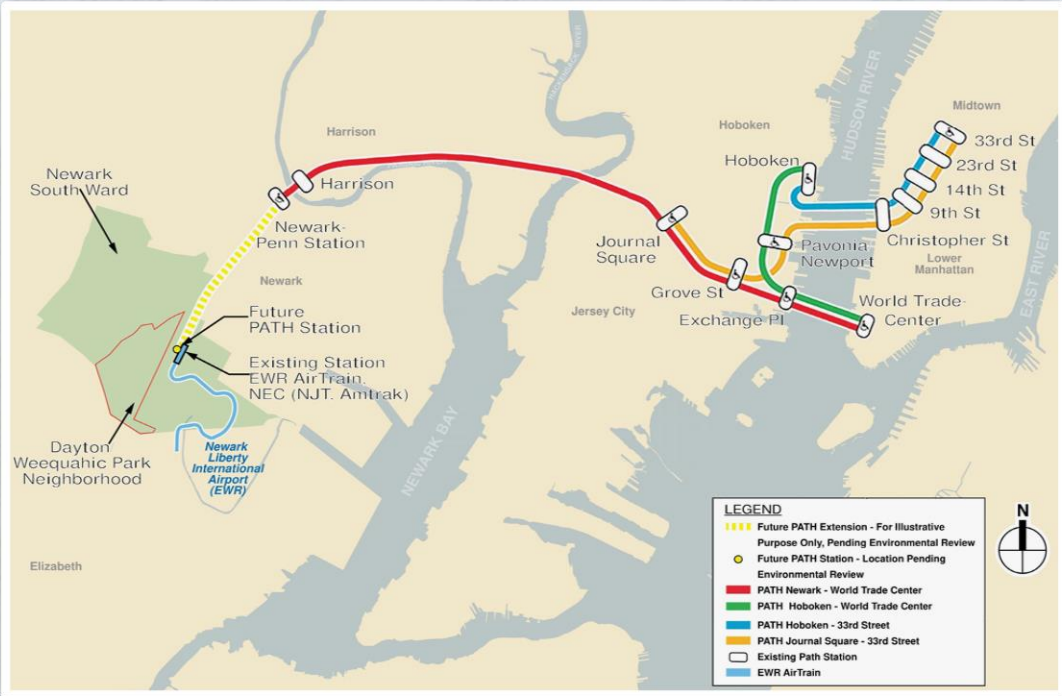 HACKENSACK RIVER
HUDSON RIVER
Midtown
Harrison
Hoboken
33rd St
Hoboken
23rd St
Newark
South Ward
Harrison
14th St
9th St
Newark-
Penn Station
Journal
Square
Pavonia
Newport
Christopher St
Lower
Manhattan
EAST RIVER
Newark
Grove St
Jersey City
Exchange Pl
World Trade-
Center
Future
PATH Station
Existing Station
EWR AirTrain.
NEC (NJT. Amtrak)
NEWARK BAY
Dayton
Weequahic Park
Neighborhood
Newark
Liberty
International
Airport
(EWR)
Elizabeth
LEGEND
Future PATH Extension - For Illustrative
Purpose Only, Pending Environmental Review
Future PATH Station - Location Pending
Environmental Review
PATH Newark - World Trade Center
PATH Hoboken - World Trade Center
PATH Hoboken - 33rd Street
PATH Journal Square - 33rd Street
Existing Path Station
EWR AirTrain
N